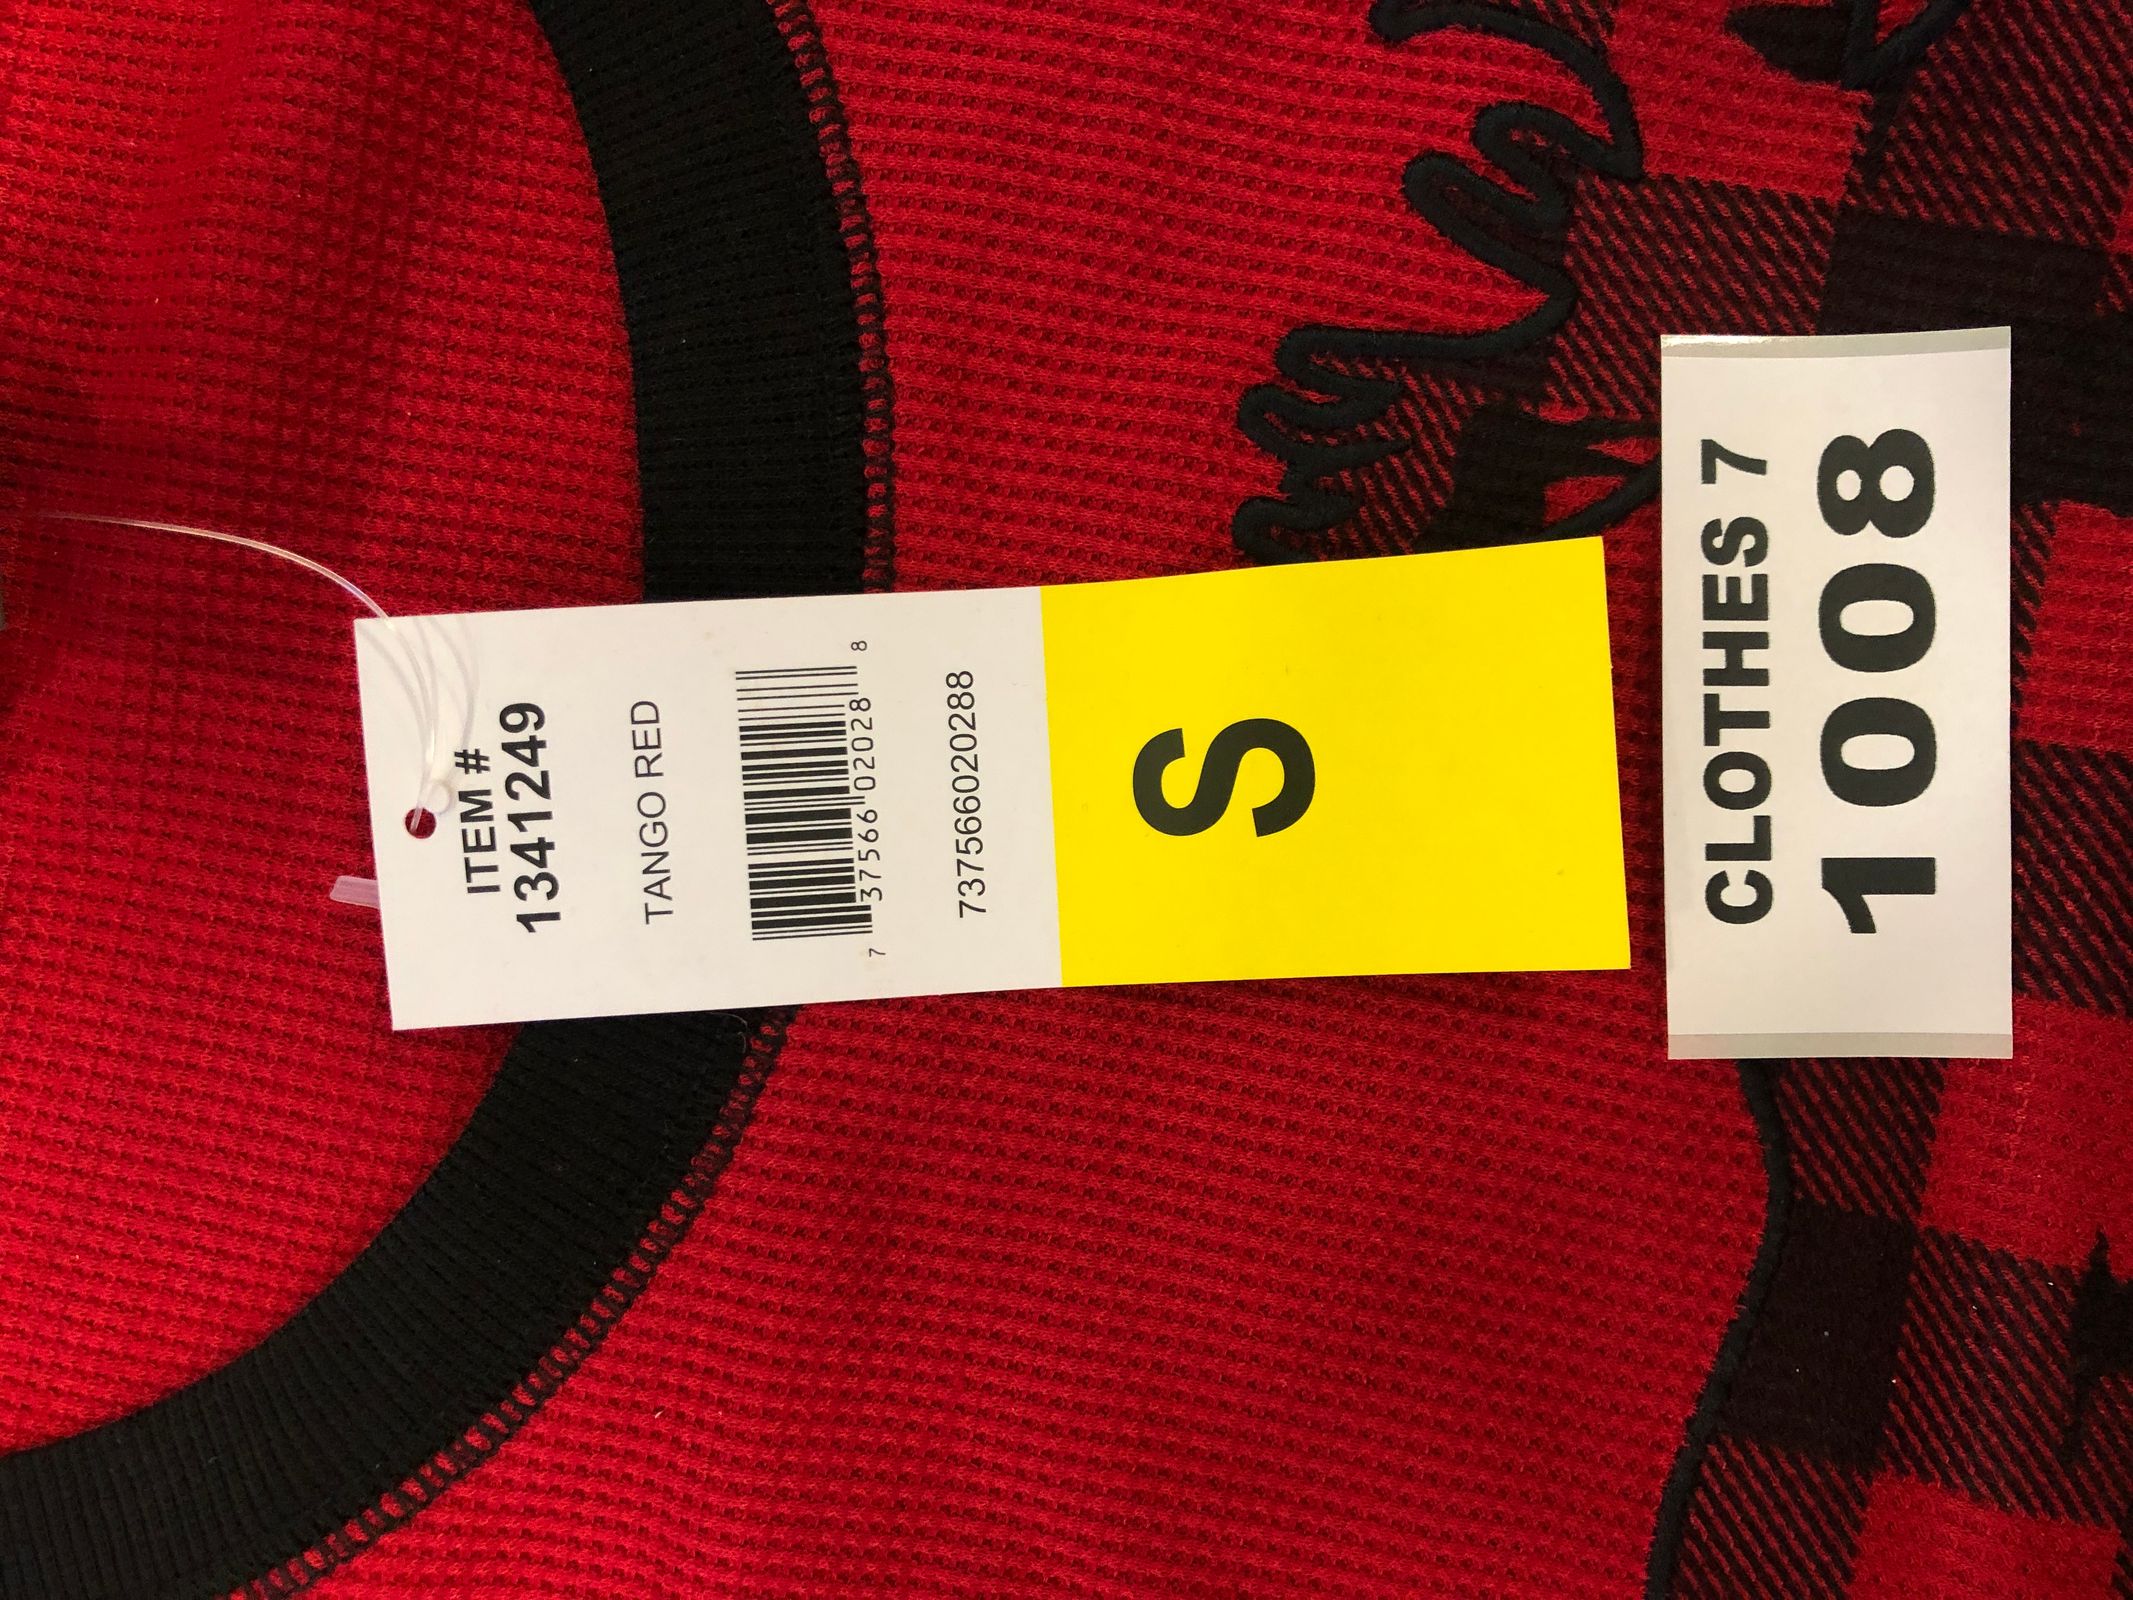 ITEM #
1341249
TANGO RED
7 37566 02028 8
737566020288
S
CLOTHES 7
1008